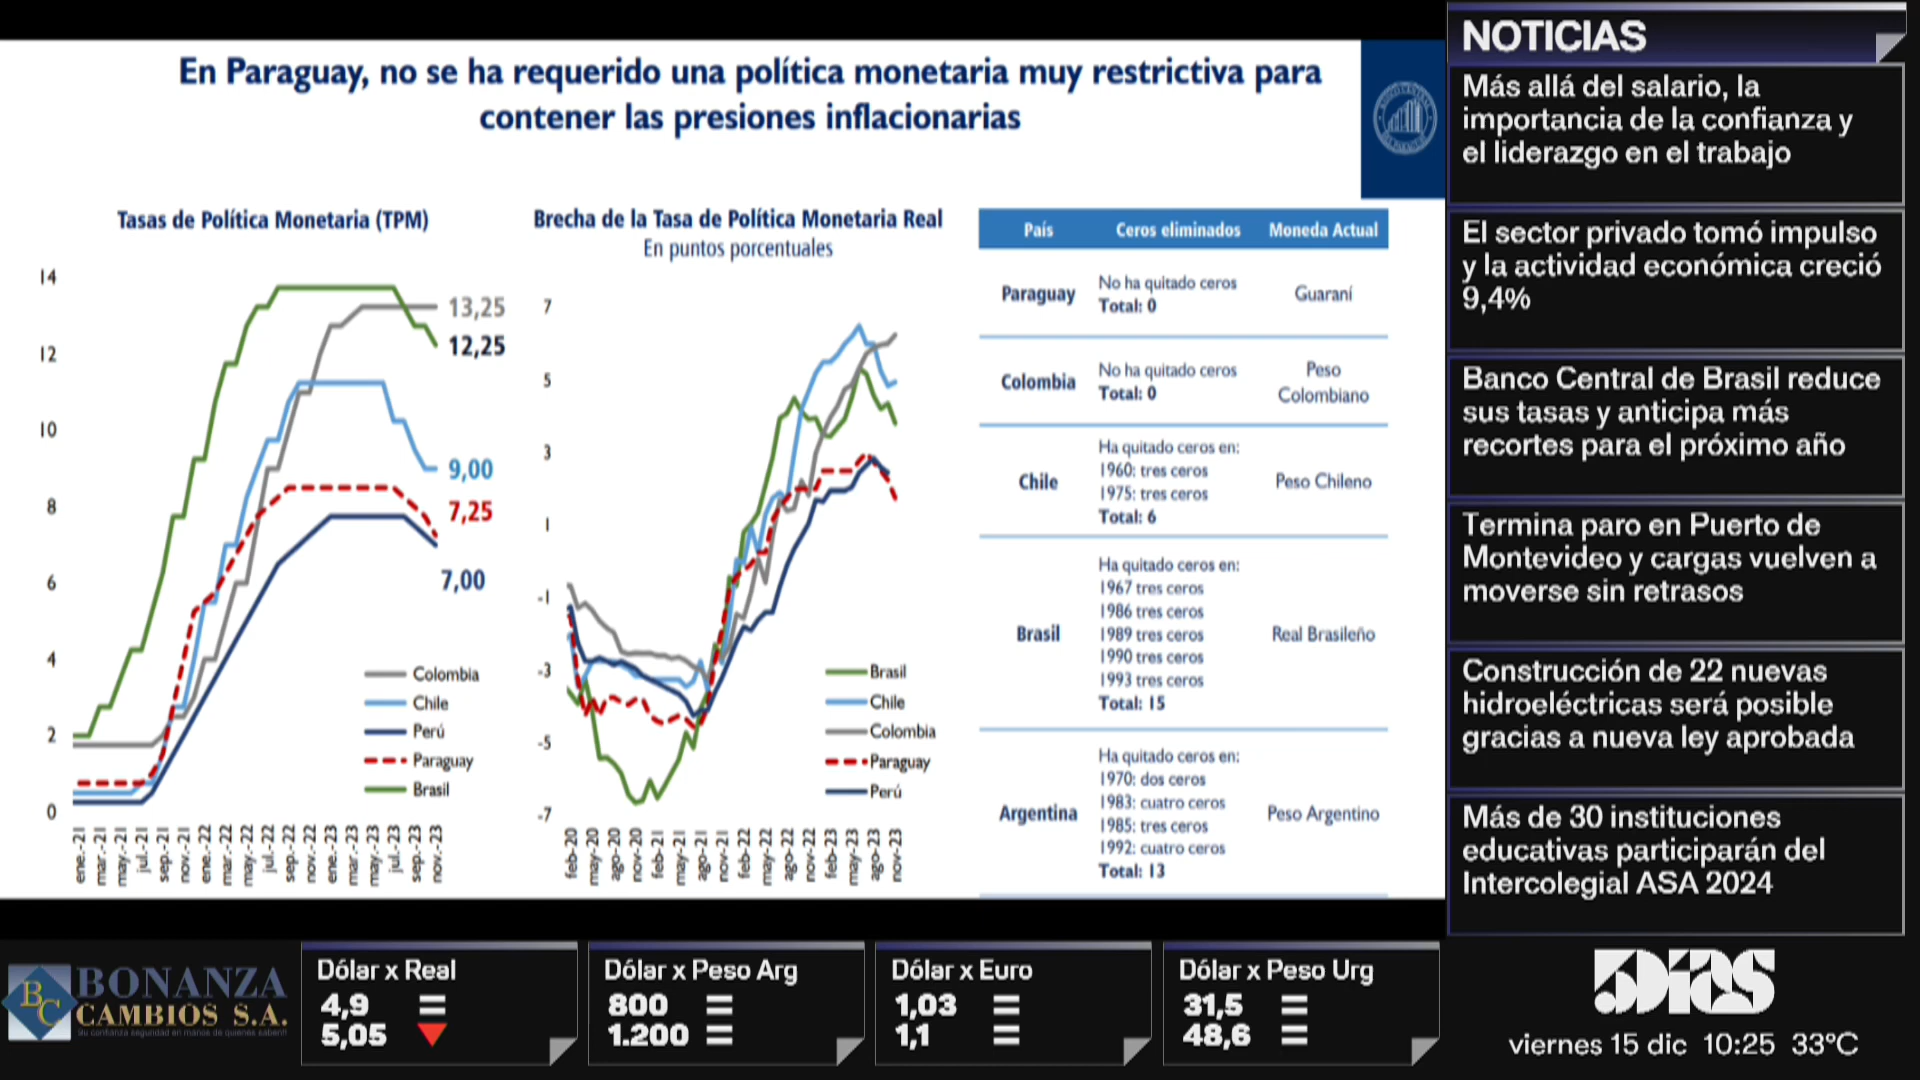 En Paraguay, no se ha requerido una política monetaria muy restrictiva para
contener las presiones inflacionarias
Tasas de Política Monetaria (TPM)
14
12
10
8
6
4
2
0
13,25
12,25
9,00
7,25
7,00
Colombia
Chile
Perú
Paraguay
Brasil
ene.-21
mar.-21
may.-21
jul.-21
sep.-21
nov.-21
ene.-22
mar.-22
may.-22
jul.-22
sep.-22
nov.-22
ene.-23
mar.-23
may.-23
jul.-23
sep.-23
nov.-23
Brecha de la Tasa de Política Monetaria Real
En puntos porcentuales
7
5
3
1
-1
-3
-5
-7
Brasil
Chile
Colombia
Paraguay
Perú
feb-20
may-20
ago-20
nov-20
feb-21
may-21
ago-21
nov-21
feb-22
may-22
ago-22
nov-22
feb-23
may-23
ago-23
nov-23
País Ceros eliminados Moneda Actual
Paraguay
No ha quitado ceros
Total: 0
Guaraní
Colombia
No ha quitado ceros
Total: 0
Peso
Colombiano
Chile
Ha quitado ceros en:
1960: tres ceros
1975: tres ceros
Total: 6
Peso Chileno
Brasil
Ha quitado ceros en:
1967 tres ceros
1986 tres ceros
1989 tres ceros
1990 tres ceros
1993 tres ceros
Total: 15
Real Brasileño
Argentina
Ha quitado ceros en:
1970: dos ceros
1983: cuatro ceros
1985: tres ceros
1992: cuatro ceros
Total: 13
Peso Argentino
NOTICIAS
Más allá del salario, la
importancia de la confianza y
el liderazgo en el trabajo
El sector privado tomó impulso
y la actividad económica creció
9,4%
Banco Central de Brasil reduce
sus tasas y anticipa más
recortes para el próximo año
Termina paro en Puerto de
Montevideo y cargas vuelven a
moverse sin retrasos
Construcción de 22 nuevas
hidroeléctricas será posible
gracias a nueva ley aprobada
Más de 30 instituciones
educativas participarán del
Intercolegial ASA 2024
BC
BONANZA
CAMBIOS S.A.
Su confianza seguridad en manos de quienes saben!!
Dólar x Real
4,9
5,05
Dólar x Peso Arg
800
1.200
Dólar x Euro
1,03
1,1
Dólar x Peso Urg
31,5
48,6
5Días
viernes 15 dic 10:25 33°C